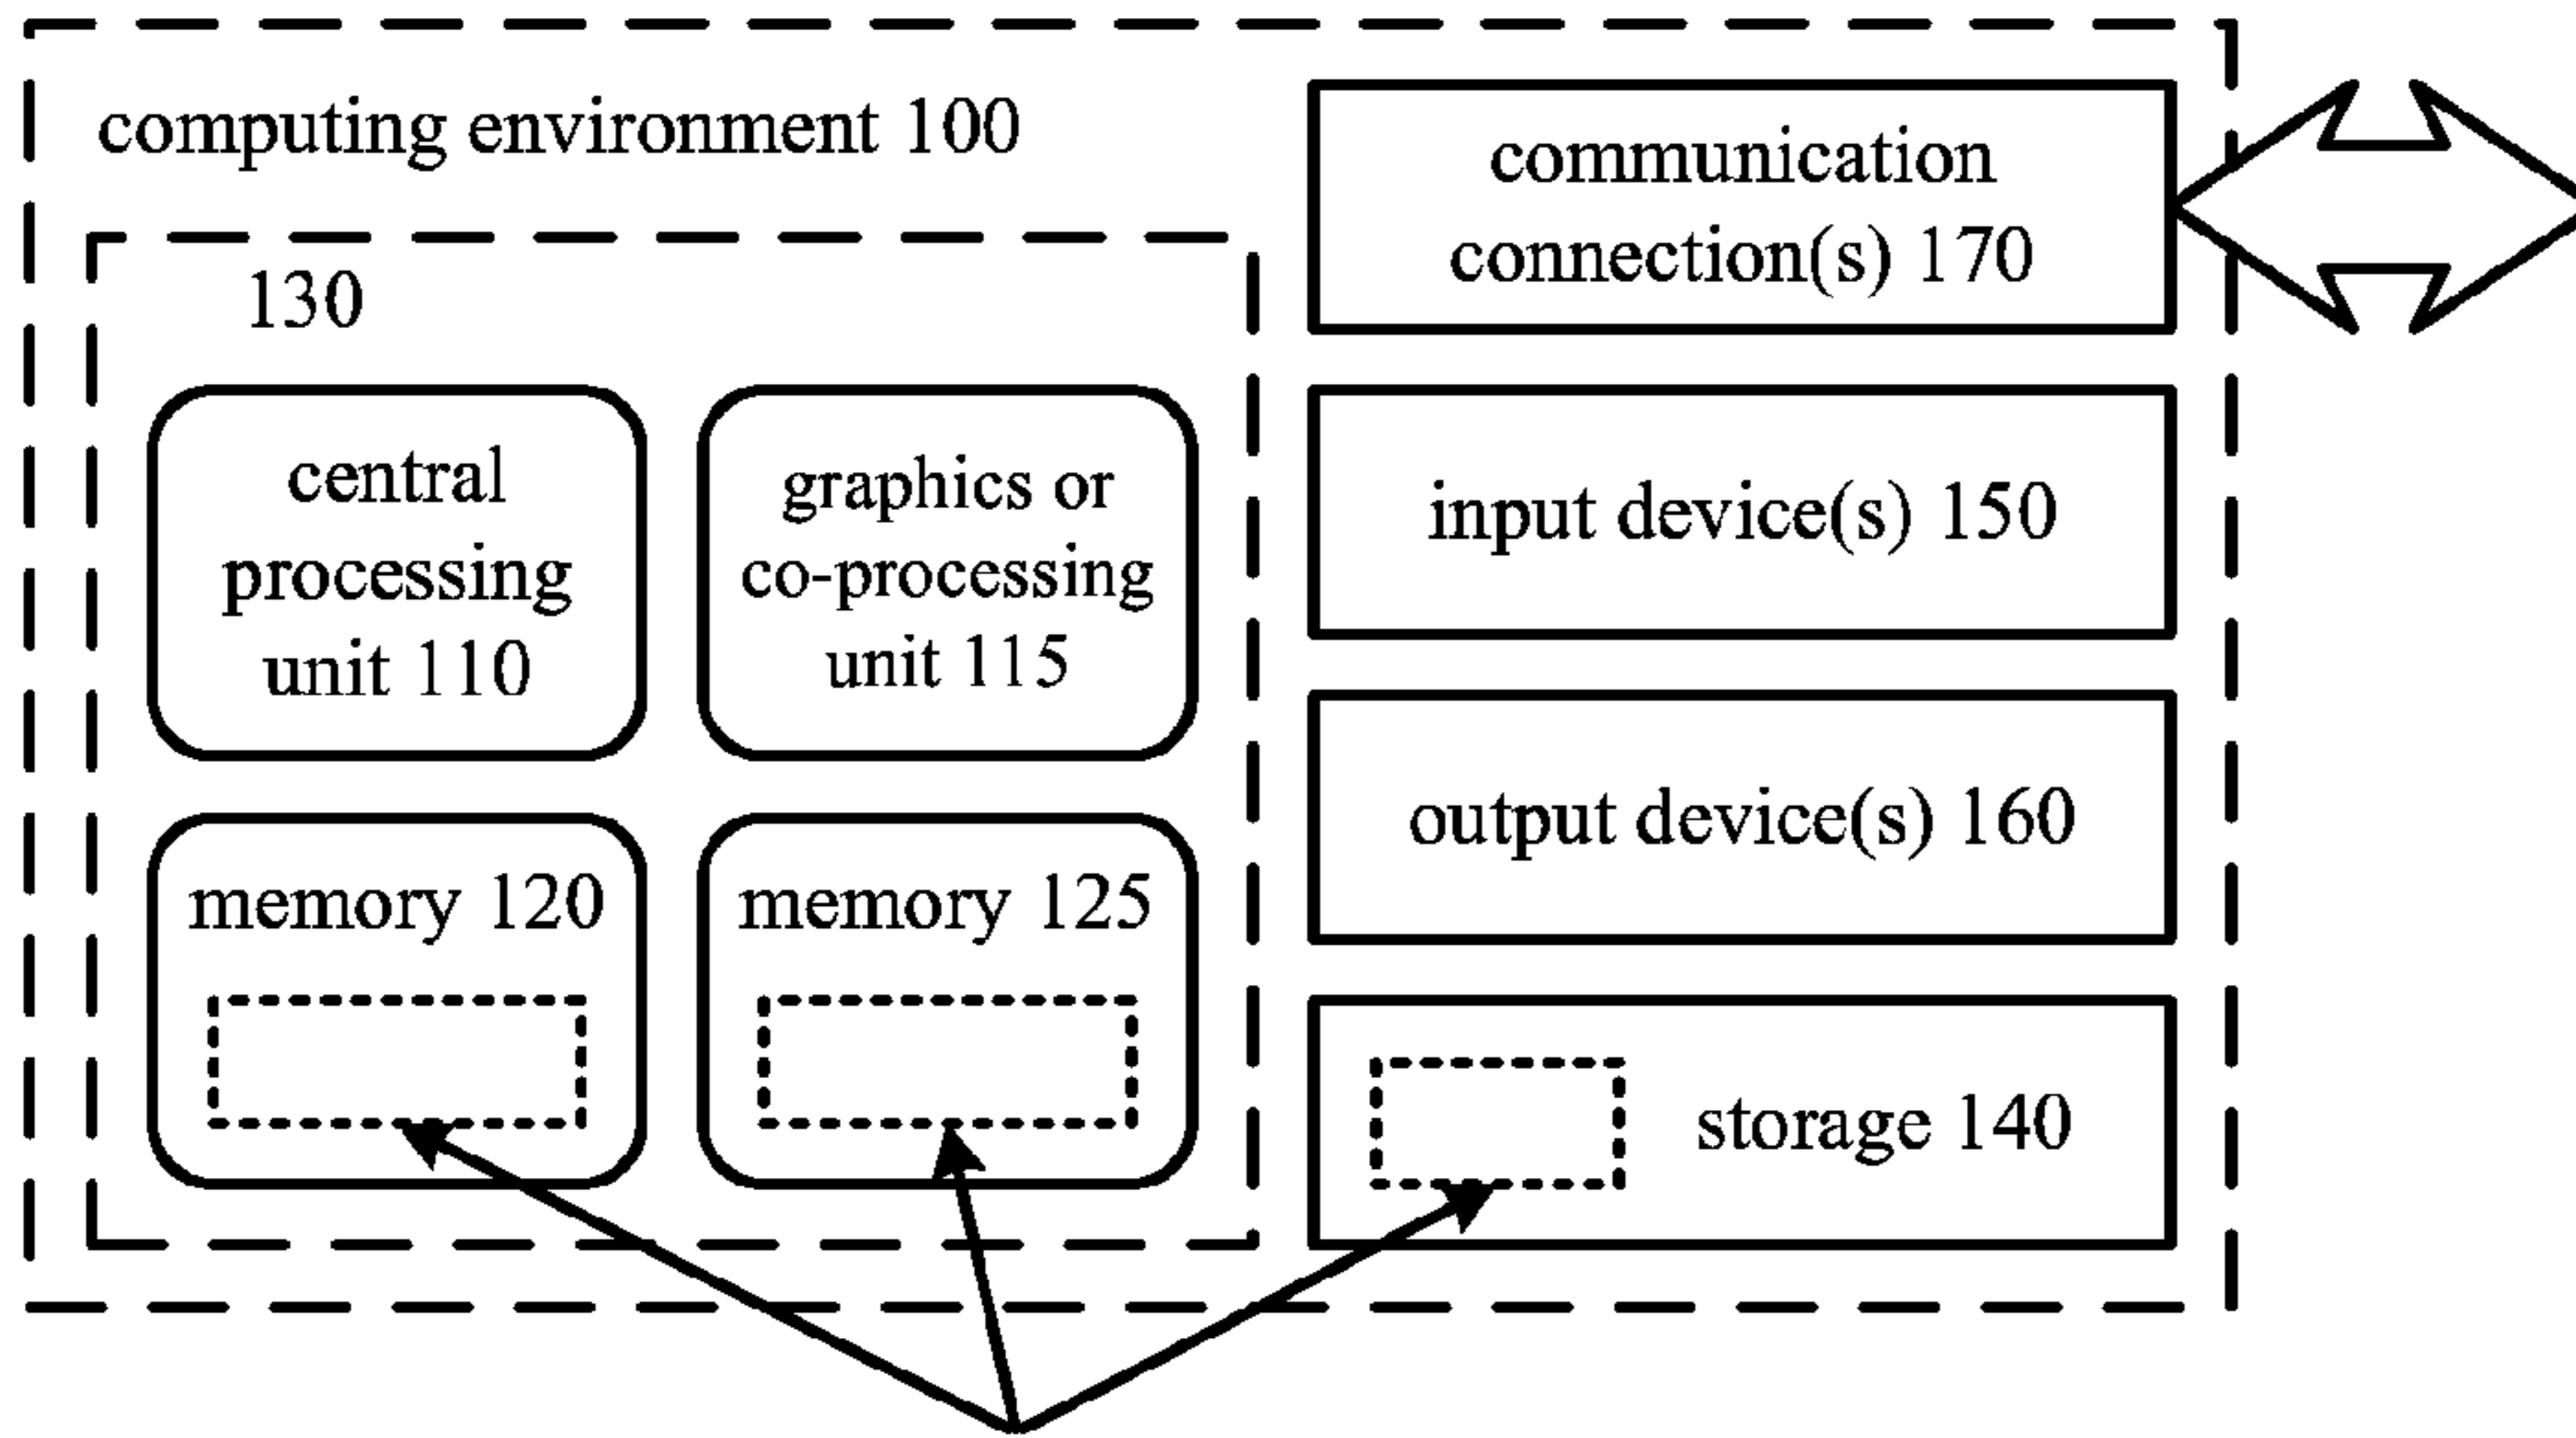 computing environment 100
130
central
processing
unit 110
graphics or
co-processing
unit 115
memory 120
memory 125
communication
connection(s) 170
input device(s) 150
output device(s) 160
storage 140